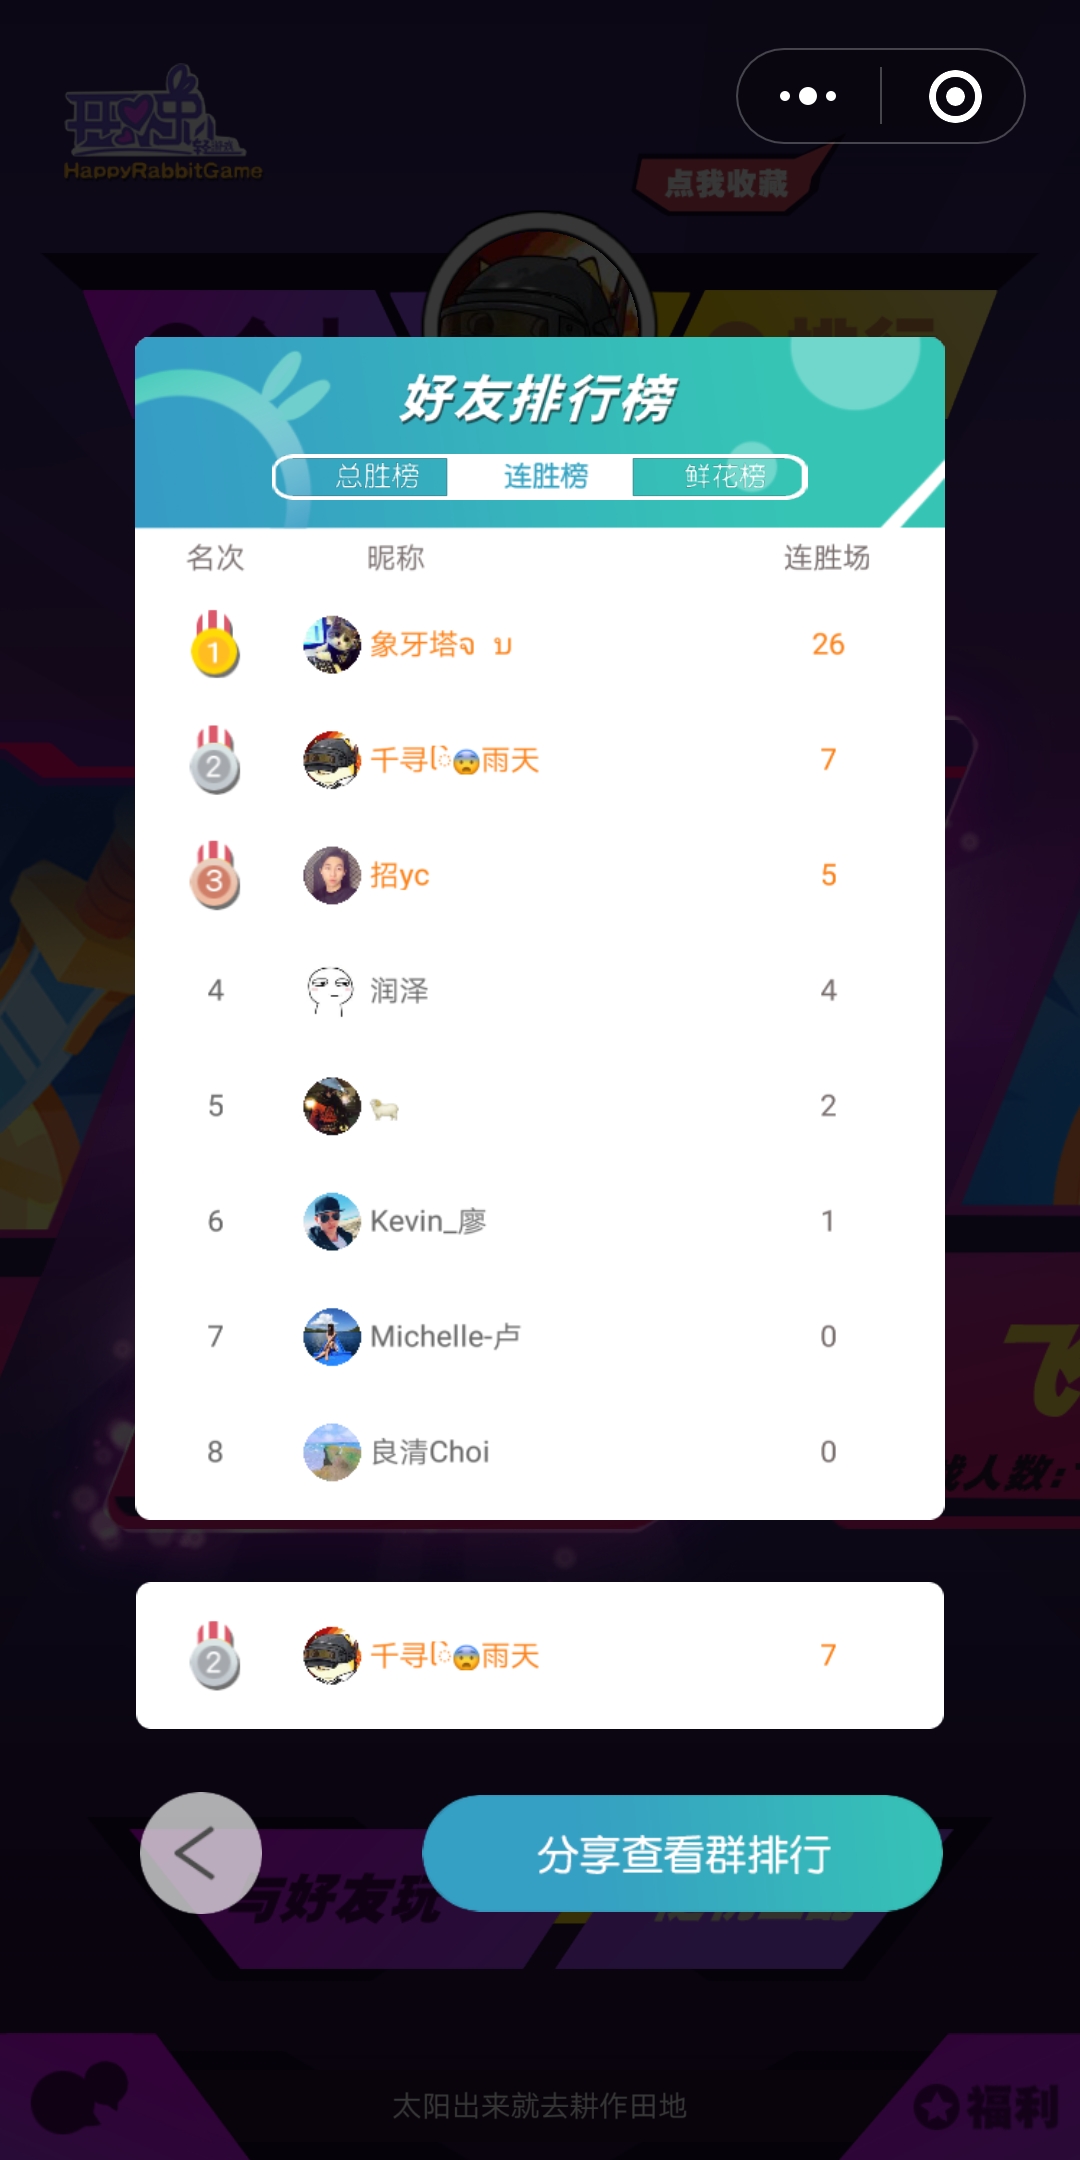 HappyRabbitGame
点我收藏
好友排行榜
总胜榜 连胜榜 鲜花榜
名次 昵称 连胜场
1 象牙塔จ บ 26
2 千寻 😨雨天 7
3 招yc 5
4 润泽 4
5 🐑 2
6 Kevin_廖 1
7 Michelle-卢 0
8 良清Choi 0
2 千寻 😨雨天 7
分享查看群排行
与好友玩
太阳出来就去耕作田地
福利